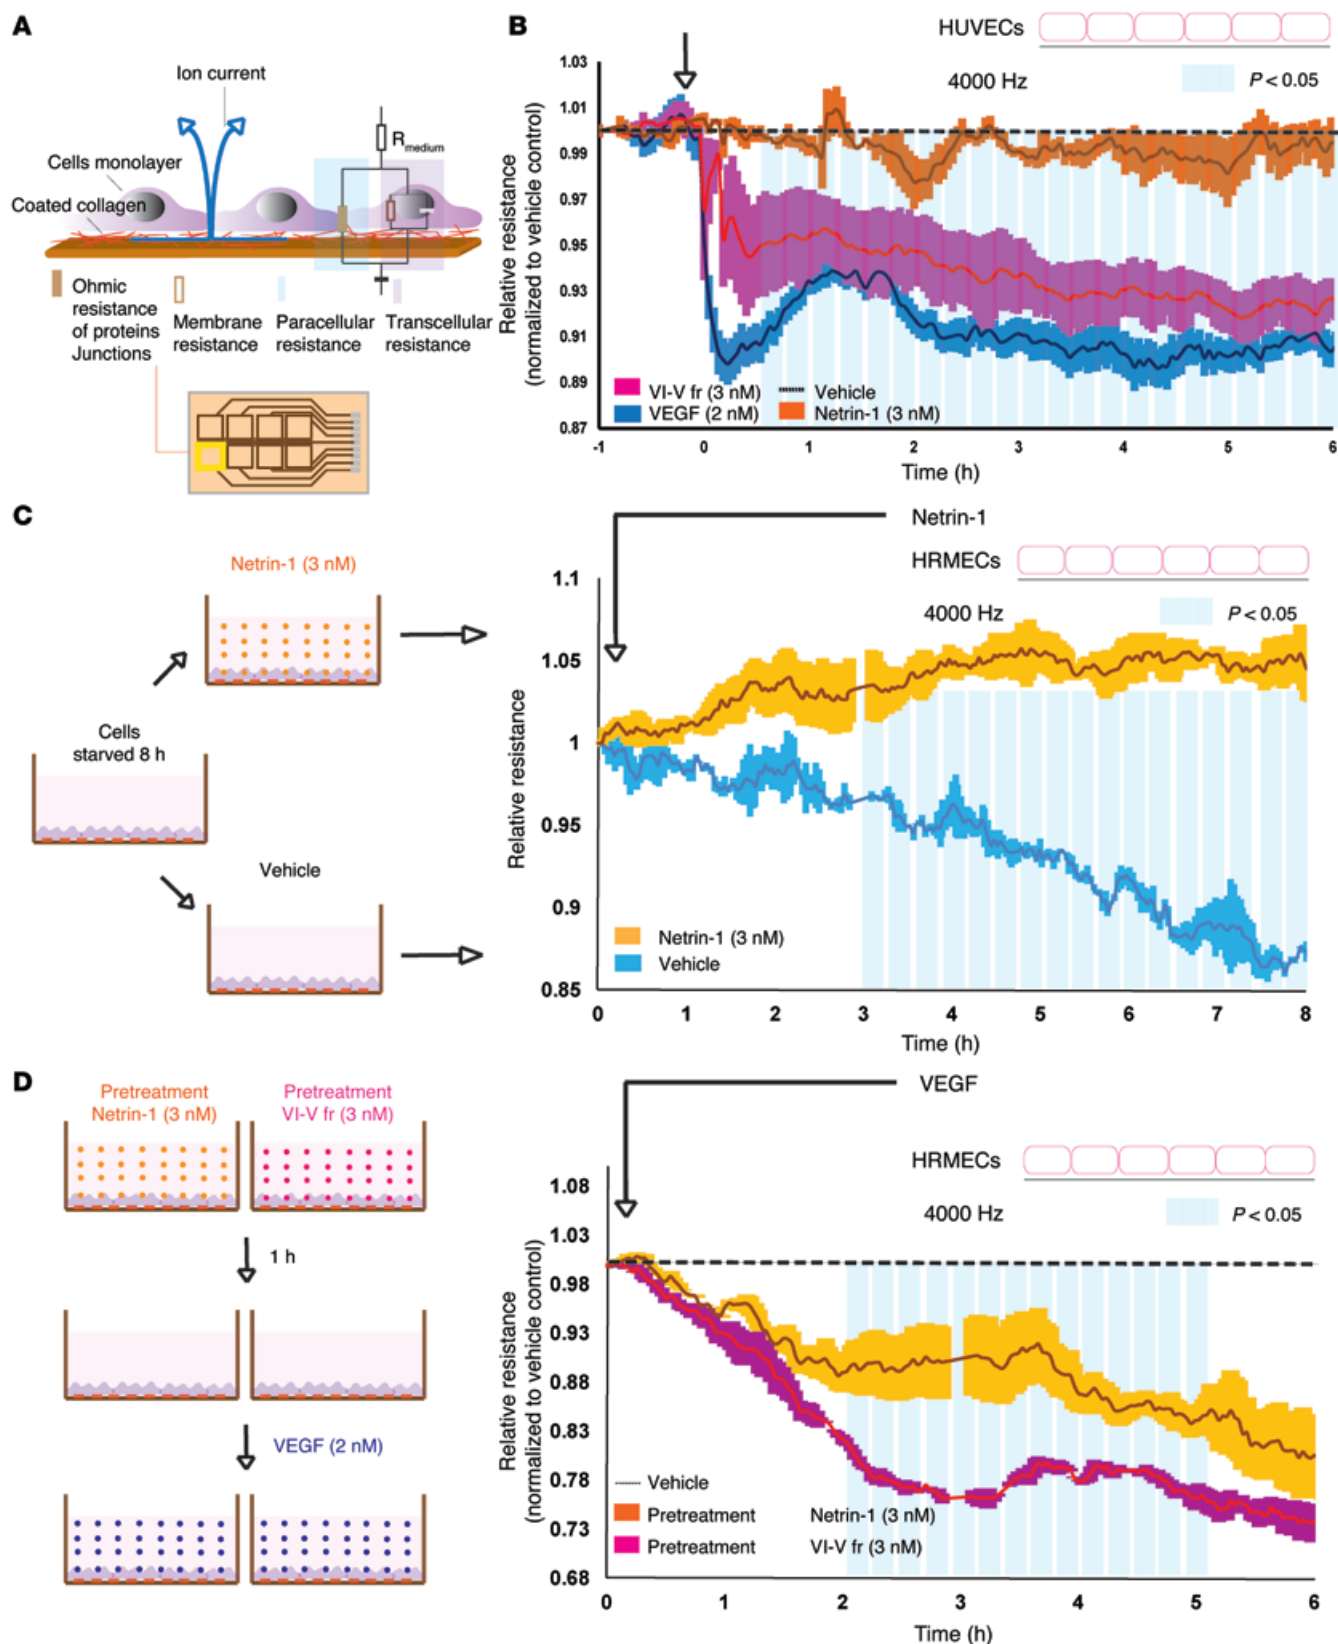 A
Ion current
Cells monolayer
Coated collagen
Rmedium
Ohmic
resistance
of proteins
Junctions
Membrane
resistance
Paracellular
resistance
Transcellular
resistance
B
HUVECs
4000 Hz
P < 0.05
Relative resistance
(normalized to vehicle control)
1.03
1.01
0.99
0.97
0.95
0.93
0.91
0.89
0.87
VI-V fr (3 nM)
Vehicle
VEGF (2 nM)
Netrin-1 (3 nM)
-1 0 1 2 3 4 5 6
Time (h)
C
Netrin-1 (3 nM)
Cells
starved 8 h
Vehicle
Netrin-1
HRMECs
4000 Hz
P < 0.05
Relative resistance
1.1
1.05
1
0.95
0.9
0.85
Netrin-1 (3 nM)
Vehicle
0 1 2 3 4 5 6 7 8
Time (h)
D
Pretreatment
Netrin-1 (3 nM)
Pretreatment
VI-V fr (3 nM)
1 h
VEGF (2 nM)
VEGF
HRMECs
4000 Hz
P < 0.05
Relative resistance
(normalized to vehicle control)
1.08
1.03
0.98
0.93
0.88
0.83
0.78
0.73
0.68
Vehicle
Pretreatment Netrin-1 (3 nM)
Pretreatment VI-V fr (3 nM)
0 1 2 3 4 5 6
Time (h)